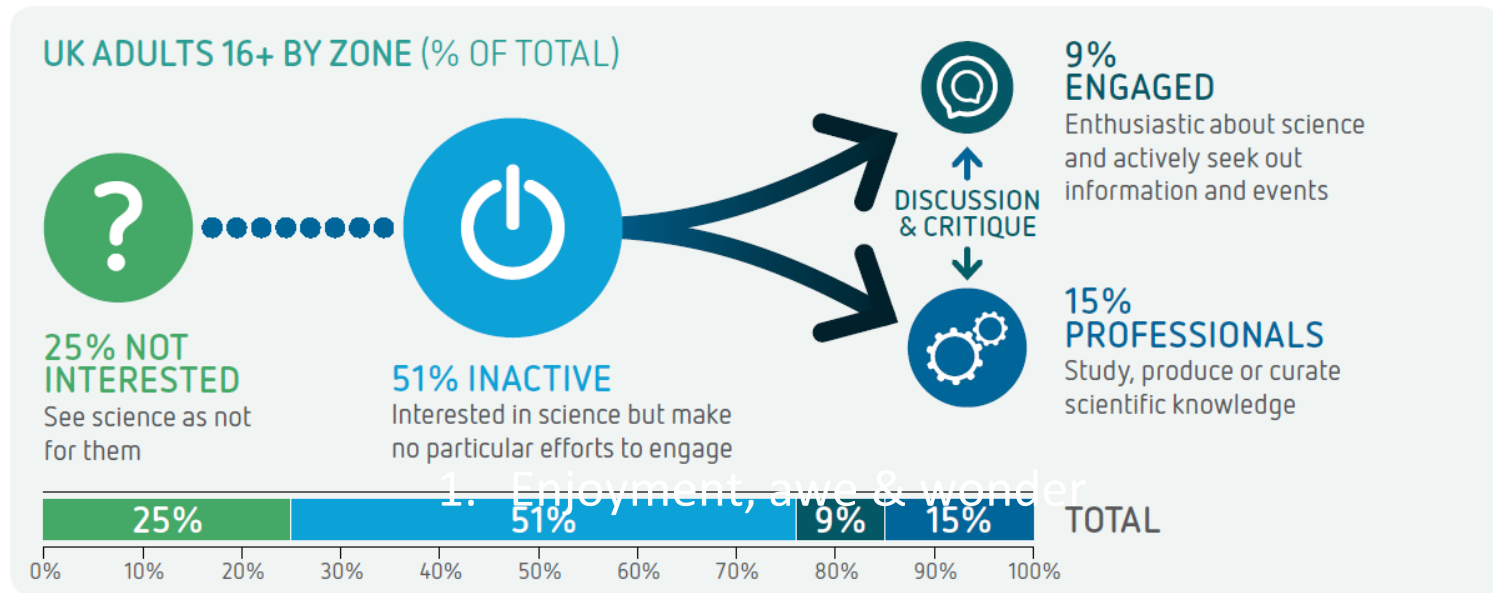 UK ADULTS 16+ BY ZONE (% OF TOTAL)
?
25% NOT
INTERESTED
See science as not
for them
51% INACTIVE
Interested in science but make
no particular efforts to engage
DISCUSSION
& CRITIQUE
9%
ENGAGED
Enthusiastic about science
and actively seek out
information and events
15%
PROFESSIONALS
Study, produce or curate
scientific knowledge
1. Enjoyment, awe & wonder
25% 51% 9% 15% TOTAL
0% 10% 20% 30% 40% 50% 60% 70% 80% 90% 100%